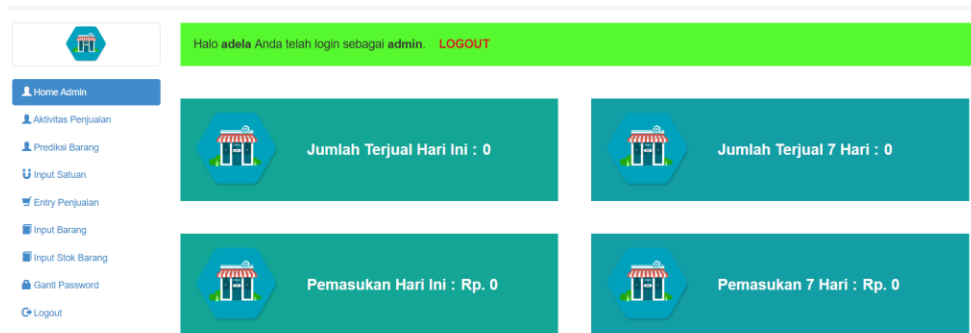 Halo adela Anda telah login sebagai admin. LOGOUT
Home Admin
Aktivitas Penjualan
Prediksi Barang
Input Satuan
Entry Penjualan
Input Barang
Input Stok Barang
Ganti Password
Logout
Jumlah Terjual Hari Ini : 0
Jumlah Terjual 7 Hari : 0
Pemasukan Hari Ini : Rp. 0
Pemasukan 7 Hari : Rp. 0